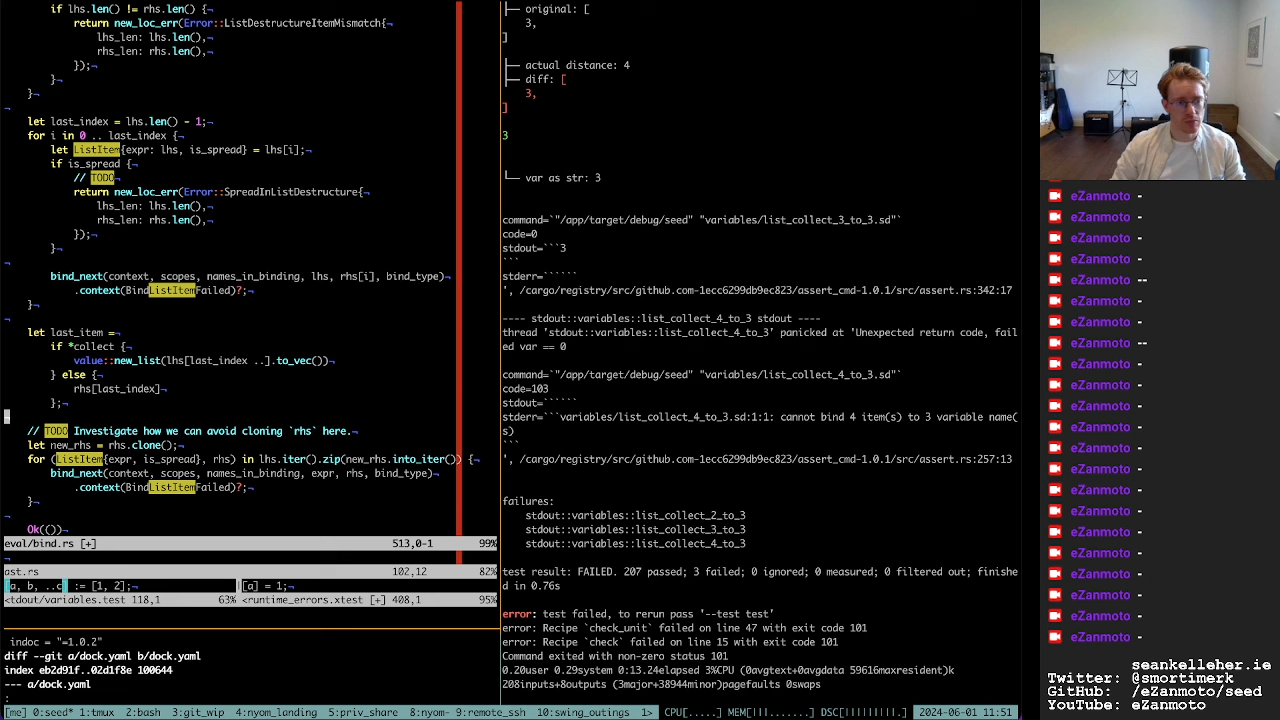 if lhs.len() != rhs.len() {¬
return new_loc_err(Error::ListDestructureItemMismatch{¬
lhs_len: lhs.len(),¬
rhs_len: rhs.len(),¬
});¬
}¬
}¬
¬
let last_index = lhs.len() - 1;¬
for i in 0 .. last_index {¬
let ListItem{expr: lhs, is_spread} = lhs[i];¬
if is_spread {¬
// TODO¬
return new_loc_err(Error::SpreadInListDestructure{¬
lhs_len: lhs.len(),¬
rhs_len: rhs.len(),¬
});¬
}¬
¬
bind_next(context, scopes, names_in_binding, lhs, rhs[i], bind_type)¬
.context(BindListItemFailed)?;¬
}¬
¬
let last_item =¬
if *collect {¬
value::new_list(lhs[last_index ..].to_vec())¬
} else {¬
rhs[last_index]¬
};¬
¬
// TODO Investigate how we can avoid cloning `rhs` here.¬
let new_rhs = rhs.clone();¬
for (ListItem{expr, is_spread}, rhs) in lhs.iter().zip(new_rhs.into_iter()) {¬
bind_next(context, scopes, names_in_binding, expr, rhs, bind_type)¬
.context(BindListItemFailed)?;¬
}¬
¬
Ok(())¬
eval/bind.rs [+] 513,0-1 99%
¬
ast.rs 102,12 82%
[a, b, ..c] := [1, 2];¬ [a] = 1;¬
<tdout/variables.test 118,1 63% <runtime_errors.xtest [+] 408,1 95%
indoc = "=1.0.2"
diff --git a/dock.yaml b/dock.yaml
index eb2d91f..02d1f8e 100644
--- a/dock.yaml
:
├── original: [
3,
]
├── actual distance: 4
├── diff: [
3,
]
3
└── var as str: 3
command=`"/app/target/debug/seed" "variables/list_collect_3_to_3.sd"`
code=0
stdout=```3
```
stderr=``````
', /cargo/registry/src/github.com-1ecc6299db9ec823/assert_cmd-1.0.1/src/assert.rs:342:17
---- stdout::variables::list_collect_4_to_3 stdout ----
thread 'stdout::variables::list_collect_4_to_3' panicked at 'Unexpected return code, fail
ed var == 0
command=`"/app/target/debug/seed" "variables/list_collect_4_to_3.sd"`
code=103
stdout=``````
stderr=```variables/list_collect_4_to_3.sd:1:1: cannot bind 4 item(s) to 3 variable name(
s)
```
', /cargo/registry/src/github.com-1ecc6299db9ec823/assert_cmd-1.0.1/src/assert.rs:257:13
failures:
stdout::variables::list_collect_2_to_3
stdout::variables::list_collect_3_to_3
stdout::variables::list_collect_4_to_3
test result: FAILED. 207 passed; 3 failed; 0 ignored; 0 measured; 0 filtered out; finishe
d in 0.76s
error: test failed, to rerun pass '--test test'
error: Recipe `check_unit` failed on line 47 with exit code 101
error: Recipe `check` failed on line 15 with exit code 101
Command exited with non-zero status 101
0.20user 0.29system 0:13.24elapsed 3%CPU (0avgtext+0avgdata 59616maxresident)k
208inputs+8outputs (3major+38944minor)pagefaults 0swaps
eZanmoto -
eZanmoto -
eZanmoto -
eZanmoto -
eZanmoto --
eZanmoto -
eZanmoto -
eZanmoto --
eZanmoto -
eZanmoto -
eZanmoto -
eZanmoto -
eZanmoto -
eZanmoto -
eZanmoto -
eZanmoto -
eZanmoto -
eZanmoto -
eZanmoto -
eZanmoto -
eZanmoto -
eZanmoto -
seankelleher.ie
Twitter: @smortimerk
GitHub: eZanmoto/seed
[me] 0:seed* 1:tmux 2:bash 3:git_wip 4:nyom_landing 5:priv_share 8:nyom- 9:remote_ssh 10:swing_outings 1> CPU[.....] MEM[|||.......] DSC[||||||||.] 2024-06-01 11:51